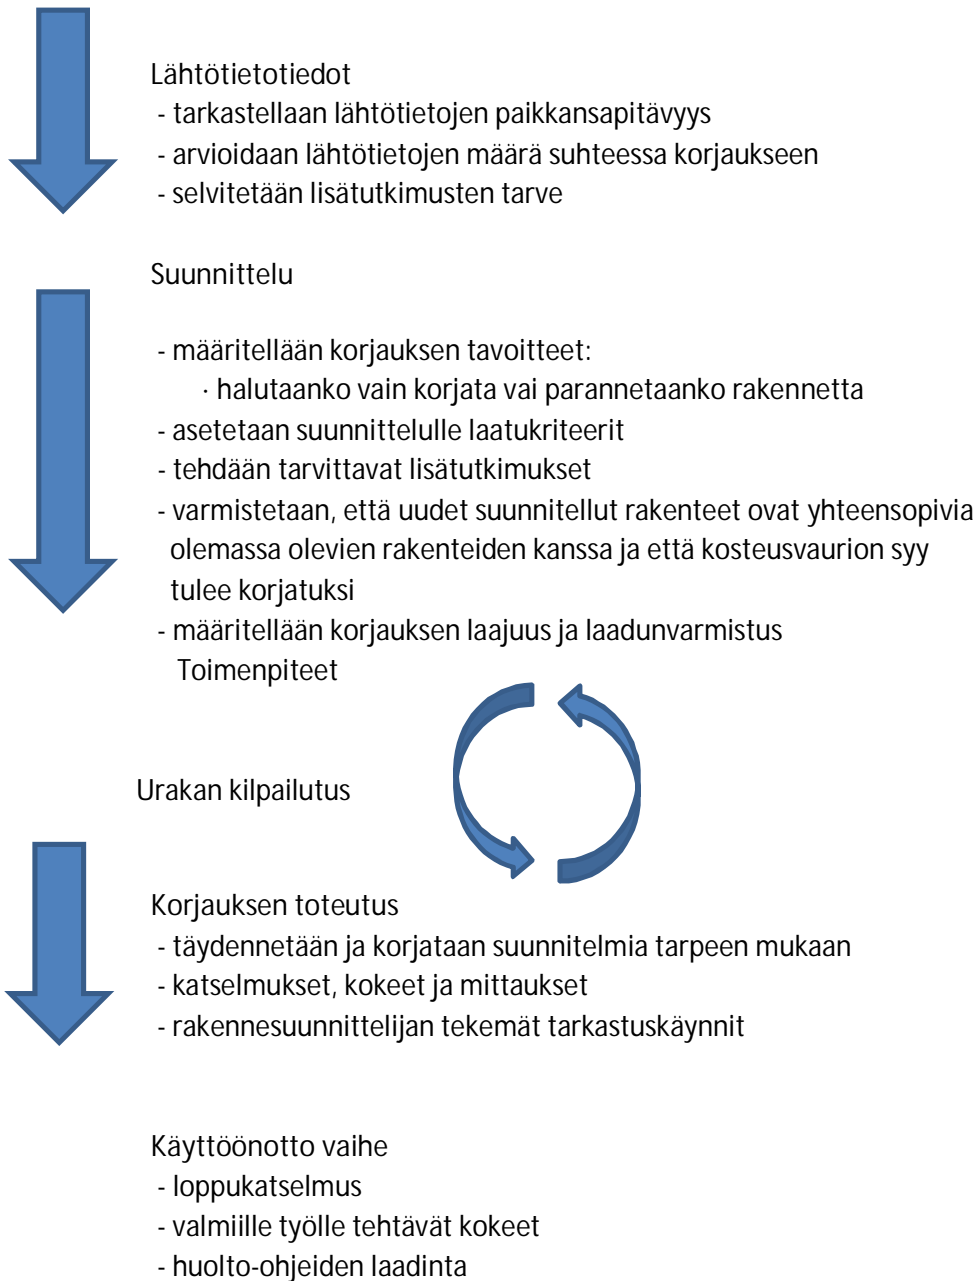 Lähtötietotiedot
- tarkastellaan lähtötietojen paikkansapitävyys
- arvioidaan lähtötietojen määrä suhteessa korjaukseen
- selvitetään lisätutkimusten tarve
Suunnittelu
- määritellään korjauksen tavoitteet:
· halutaanko vain korjata vai parannetaanko rakennetta
- asetetaan suunnittelulle laatukriteerit
- tehdään tarvittavat lisätutkimukset
- varmistetaan, että uudet suunnitellut rakenteet ovat yhteensopivia
olemassa olevien rakenteiden kanssa ja että kosteusvaurion syy
tulee korjatuksi
- määritellään korjauksen laajuus ja laadunvarmistus
Toimenpiteet
Urakan kilpailutus
Korjauksen toteutus
- täydennetään ja korjataan suunnitelmia tarpeen mukaan
- katselmukset, kokeet ja mittaukset
- rakennesuunnittelijan tekemät tarkastuskäynnit
Käyttöönotto vaihe
- loppukatselmus
- valmiille työlle tehtävät kokeet
- huolto-ohjeiden laadinta